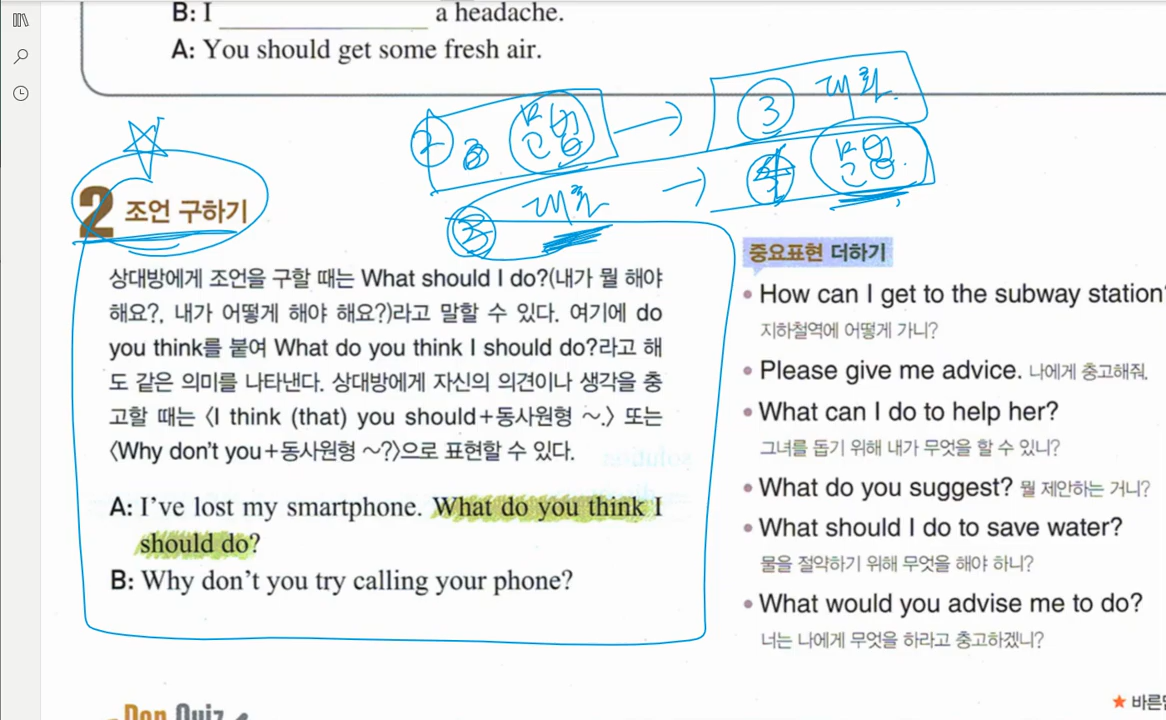 B: I ____________ a headache.
A: You should get some fresh air.
② 문법 → ③ 대화
③ 대화 → ④ 문법
2 조언 구하기
상대방에게 조언을 구할 때는 What should I do?(내가 뭘 해야
해요?, 내가 어떻게 해야 해요?)라고 말할 수 있다. 여기에 do
you think를 붙여 What do you think I should do?라고 해
도 같은 의미를 나타낸다. 상대방에게 자신의 의견이나 생각을 충
고할 때는 〈I think (that) you should+동사원형 ~.〉 또는
〈Why don't you+동사원형 ~?〉으로 표현할 수 있다.
A: I've lost my smartphone. What do you think I
should do?
B: Why don't you try calling your phone?
중요표현 더하기
• How can I get to the subway station?
지하철역에 어떻게 가니?
• Please give me advice. 나에게 충고해줘.
• What can I do to help her?
그녀를 돕기 위해 내가 무엇을 할 수 있니?
• What do you suggest? 뭘 제안하는 거니?
• What should I do to save water?
물을 절약하기 위해 무엇을 해야 하니?
• What would you advise me to do?
너는 나에게 무엇을 하라고 충고하겠니?
★ 바른
Pop Quiz